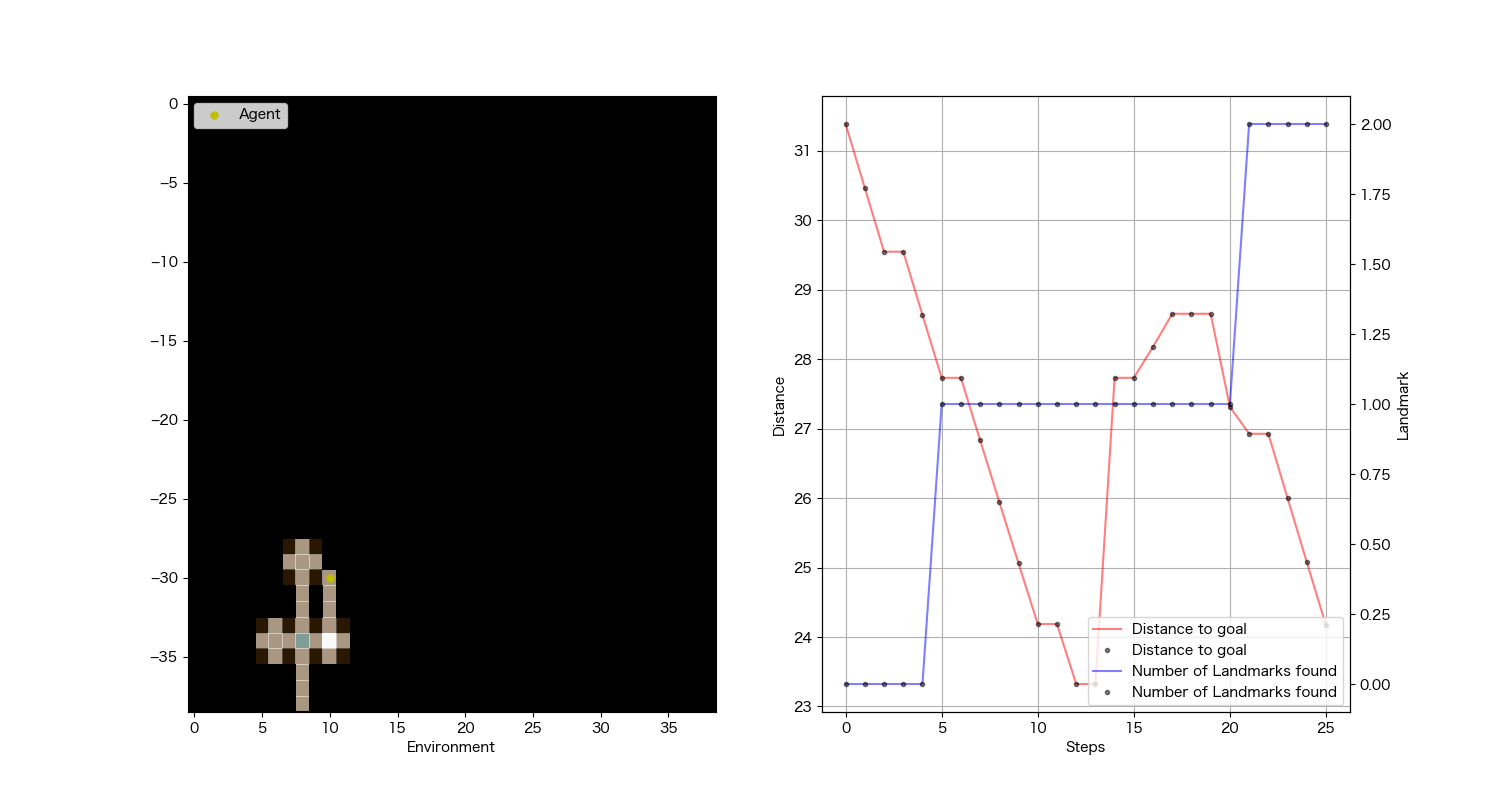 0
−5
−10
−15
−20
−25
−30
−35
Agent
0 5 10 15 20 25 30 35
Environment
31
30
29
28
27
26
25
24
23
Distance
0 5 10 15 20 25
Steps
2.00
1.75
1.50
1.25
1.00
0.75
0.50
0.25
0.00
Landmark
Distance to goal
Distance to goal
Number of Landmarks found
Number of Landmarks found